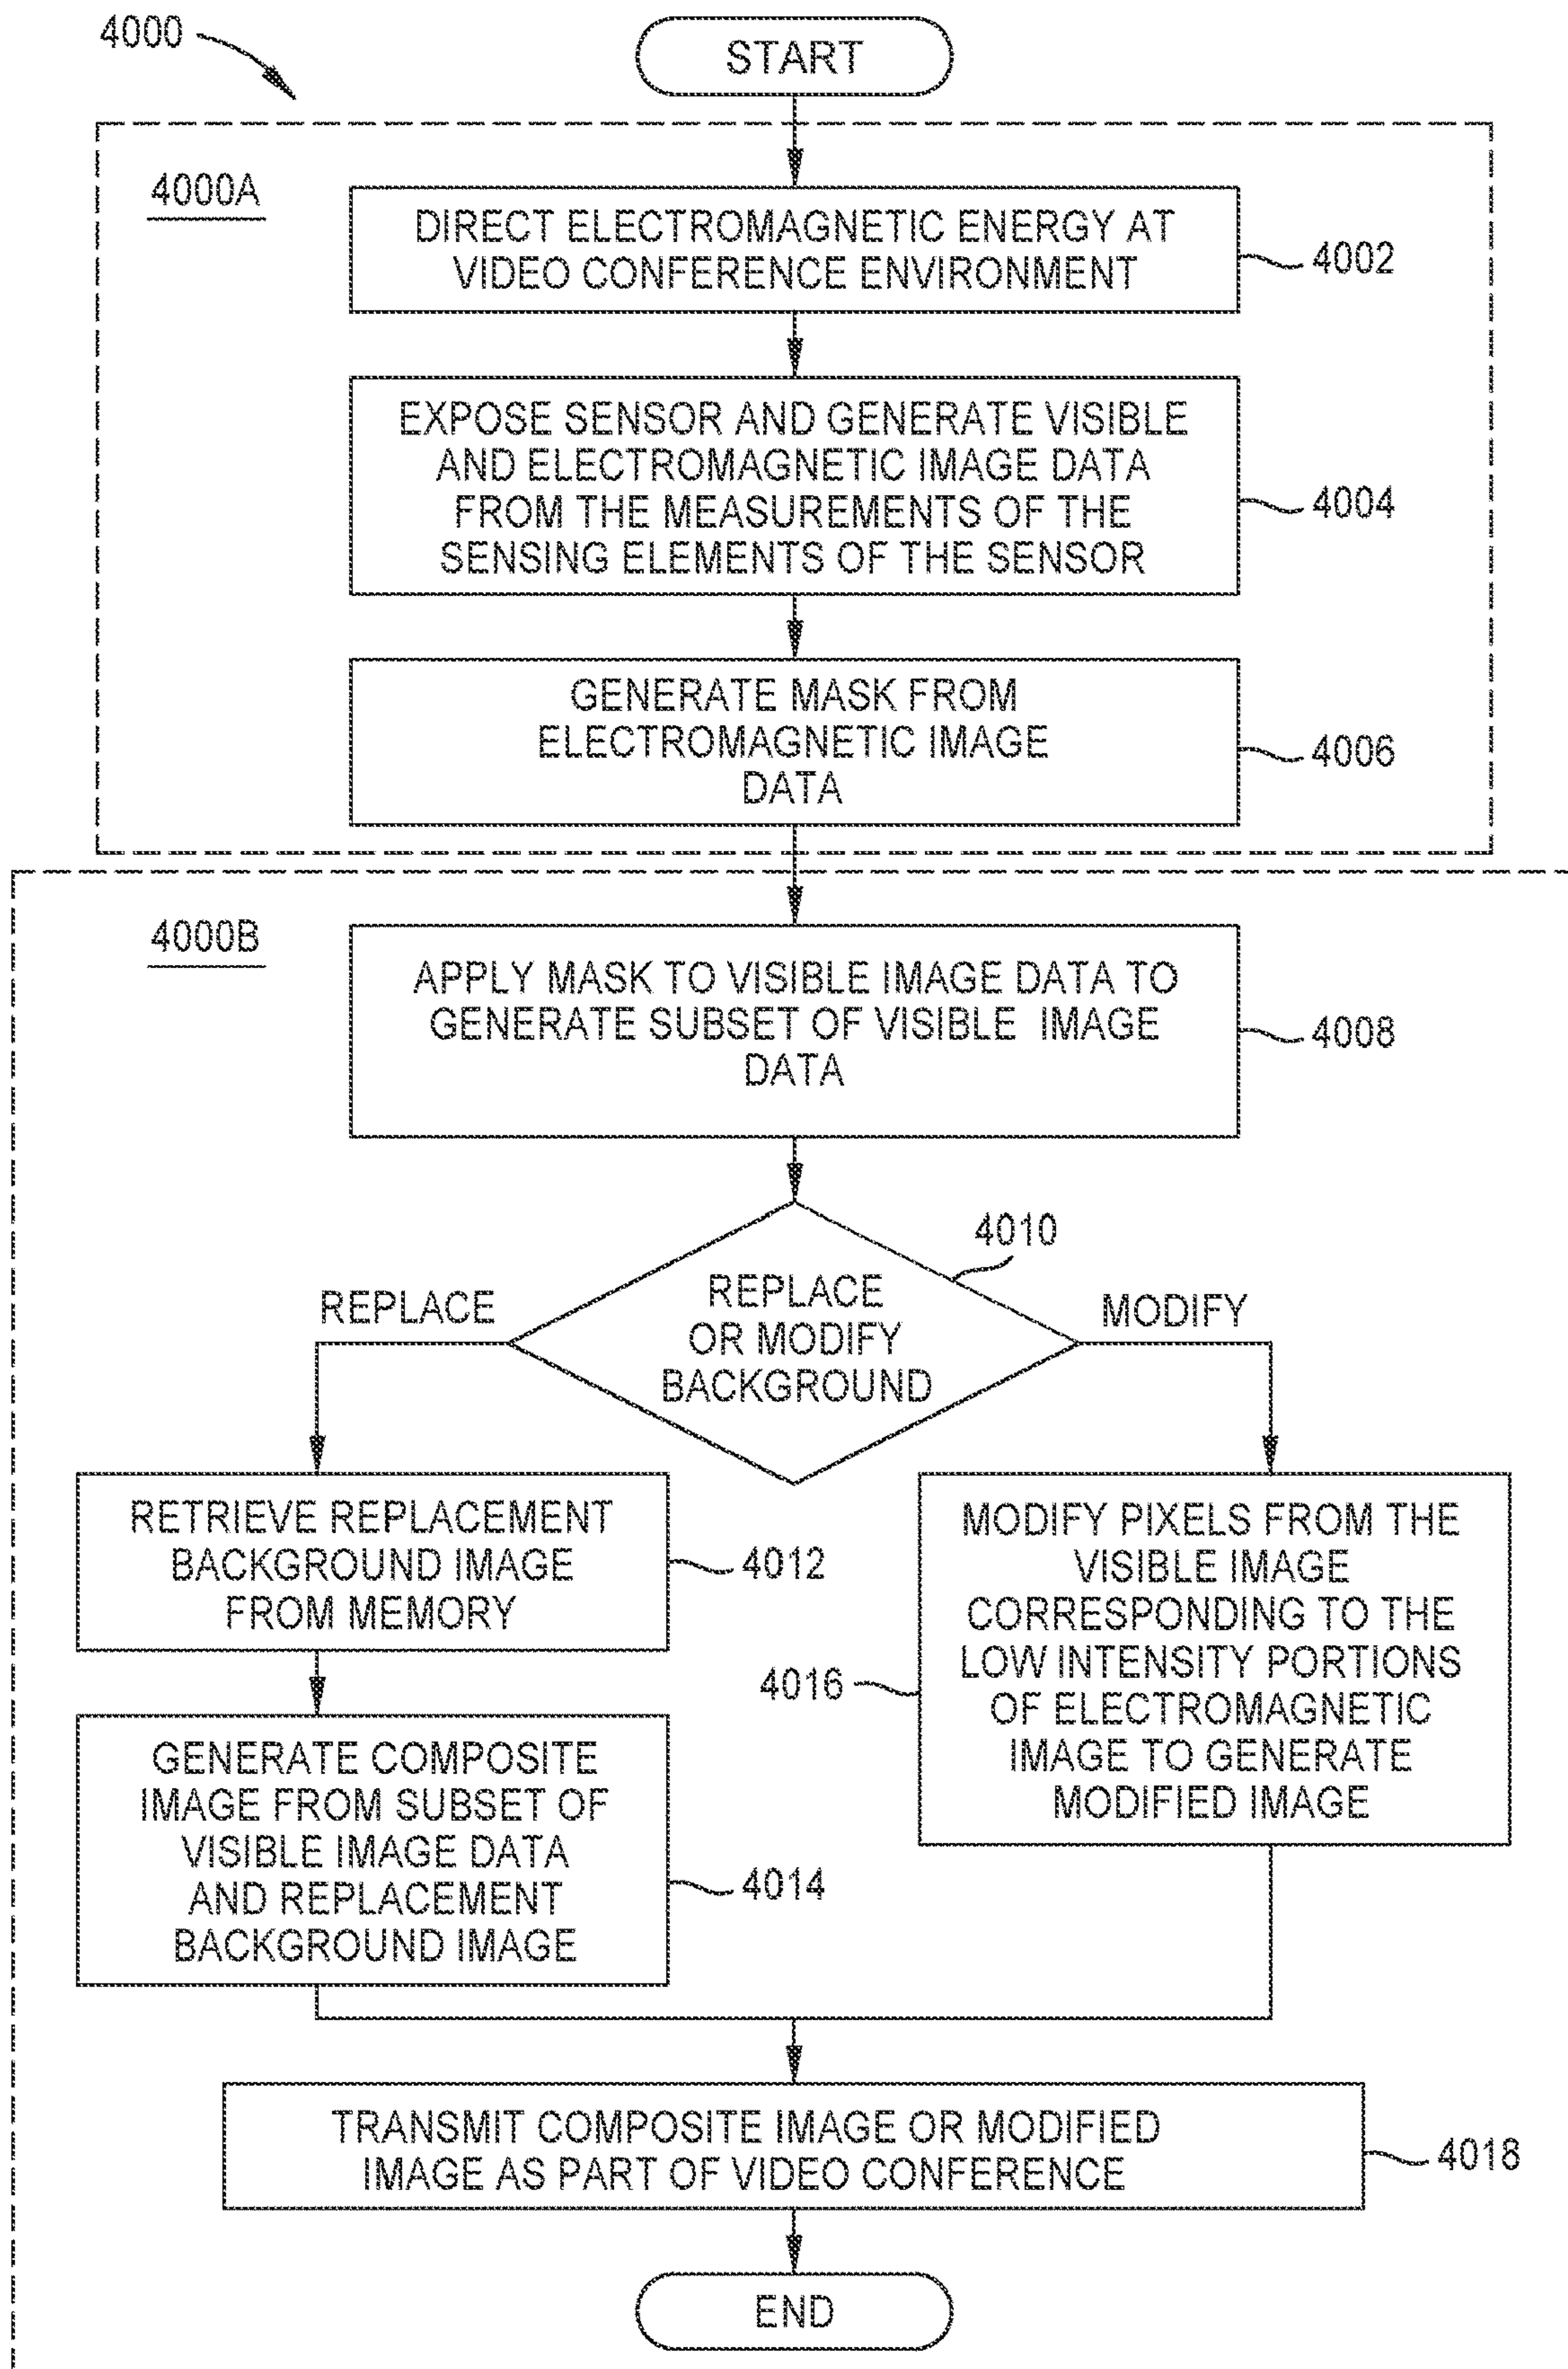 4000
START
4000A
DIRECT ELECTROMAGNETIC ENERGY AT
VIDEO CONFERENCE ENVIRONMENT
4002
EXPOSE SENSOR AND GENERATE VISIBLE
AND ELECTROMAGNETIC IMAGE DATA
FROM THE MEASUREMENTS OF THE
SENSING ELEMENTS OF THE SENSOR
4004
GENERATE MASK FROM
ELECTROMAGNETIC IMAGE
DATA
4006
4000B
APPLY MASK TO VISIBLE IMAGE DATA TO
GENERATE SUBSET OF VISIBLE IMAGE
DATA
4008
4010
REPLACE
OR MODIFY
BACKGROUND
REPLACE
MODIFY
RETRIEVE REPLACEMENT
BACKGROUND IMAGE
FROM MEMORY
4012
GENERATE COMPOSITE
IMAGE FROM SUBSET OF
VISIBLE IMAGE DATA
AND REPLACEMENT
BACKGROUND IMAGE
4014
MODIFY PIXELS FROM THE
VISIBLE IMAGE
CORRESPONDING TO THE
LOW INTENSITY PORTIONS
OF ELECTROMAGNETIC
IMAGE TO GENERATE
MODIFIED IMAGE
4016
TRANSMIT COMPOSITE IMAGE OR MODIFIED
IMAGE AS PART OF VIDEO CONFERENCE
4018
END